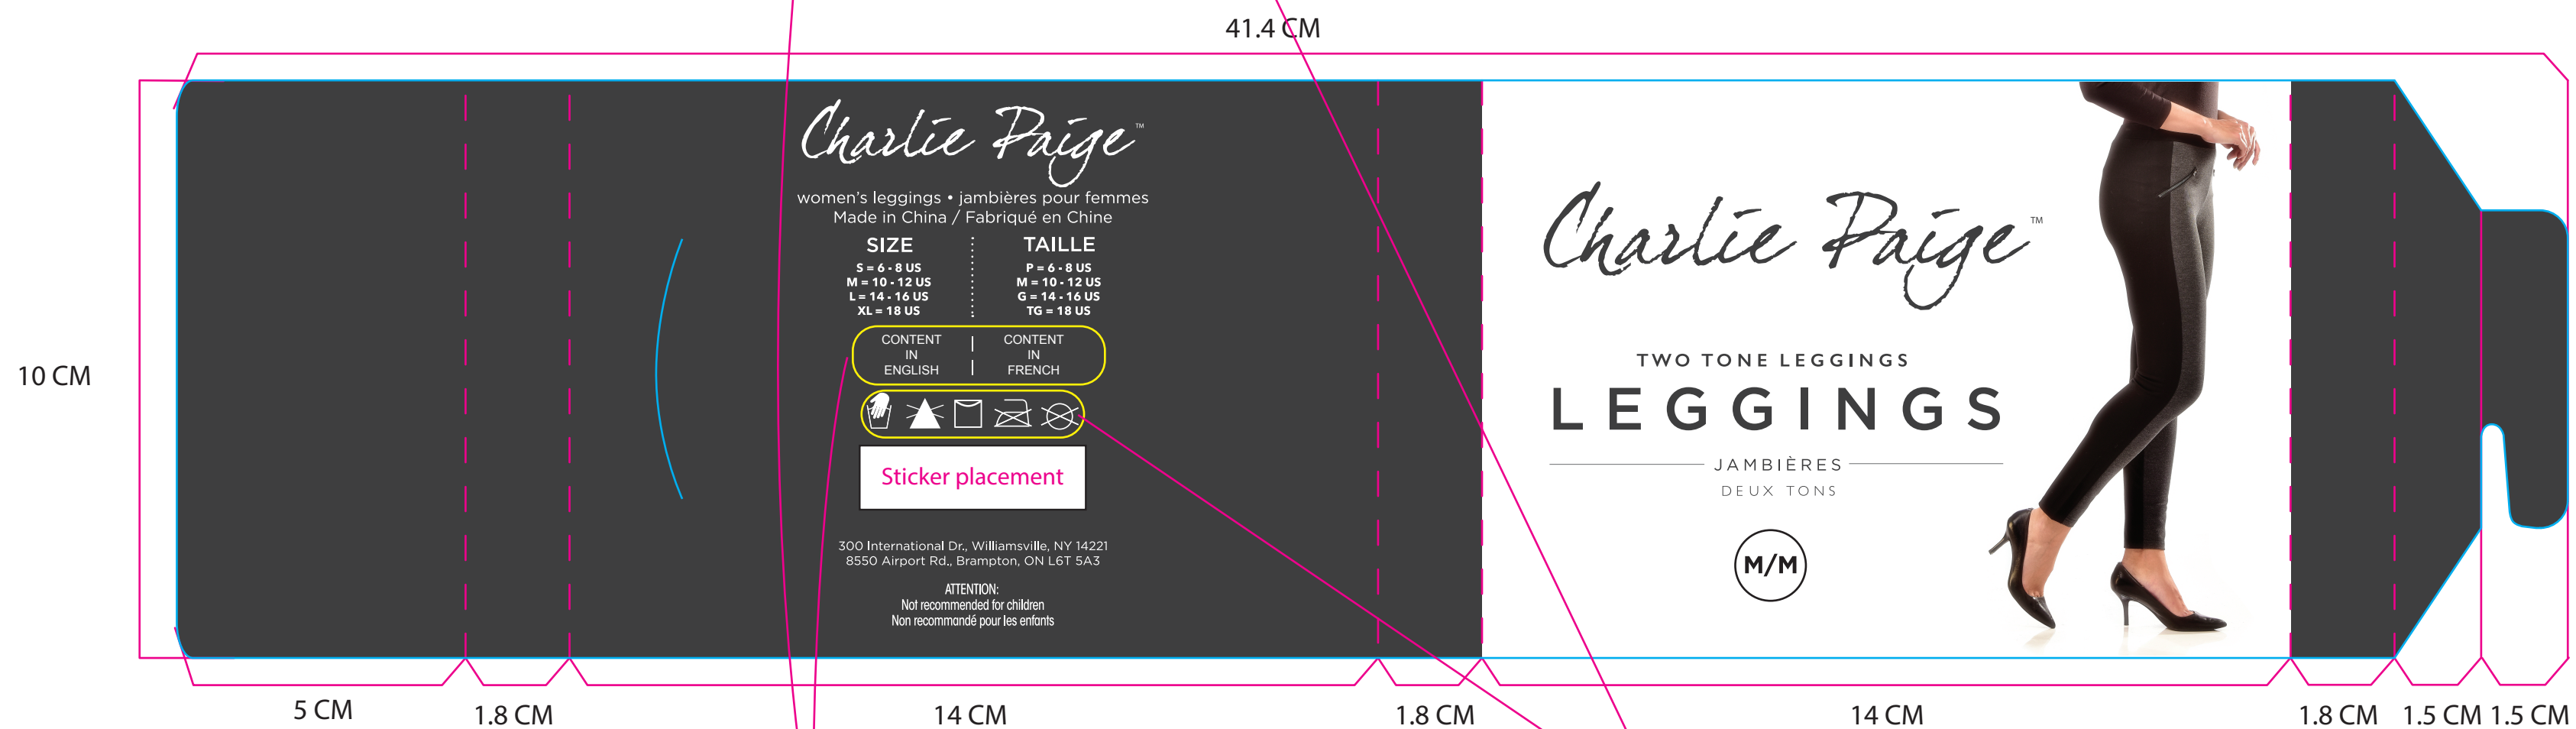 41.4 CM
10 CM
Charlie Paige™
women's leggings • jambières pour femmes
Made in China / Fabriqué en Chine
SIZE
S = 6 - 8 US
M = 10 - 12 US
L = 14 - 16 US
XL = 18 US
TAILLE
P = 6 - 8 US
M = 10 - 12 US
G = 14 - 16 US
TG = 18 US
CONTENT
IN
ENGLISH
CONTENT
IN
FRENCH
Sticker placement
300 International Dr., Williamsville, NY 14221
8550 Airport Rd., Brampton, ON L6T 5A3
ATTENTION:
Not recommended for children
Non recommandé pour les enfants
Charlie Paige™
TWO TONE LEGGINGS
LEGGINGS
JAMBIÈRES
DEUX TONS
M/M
5 CM
1.8 CM
14 CM
1.8 CM
14 CM
1.8 CM
1.5 CM
1.5 CM